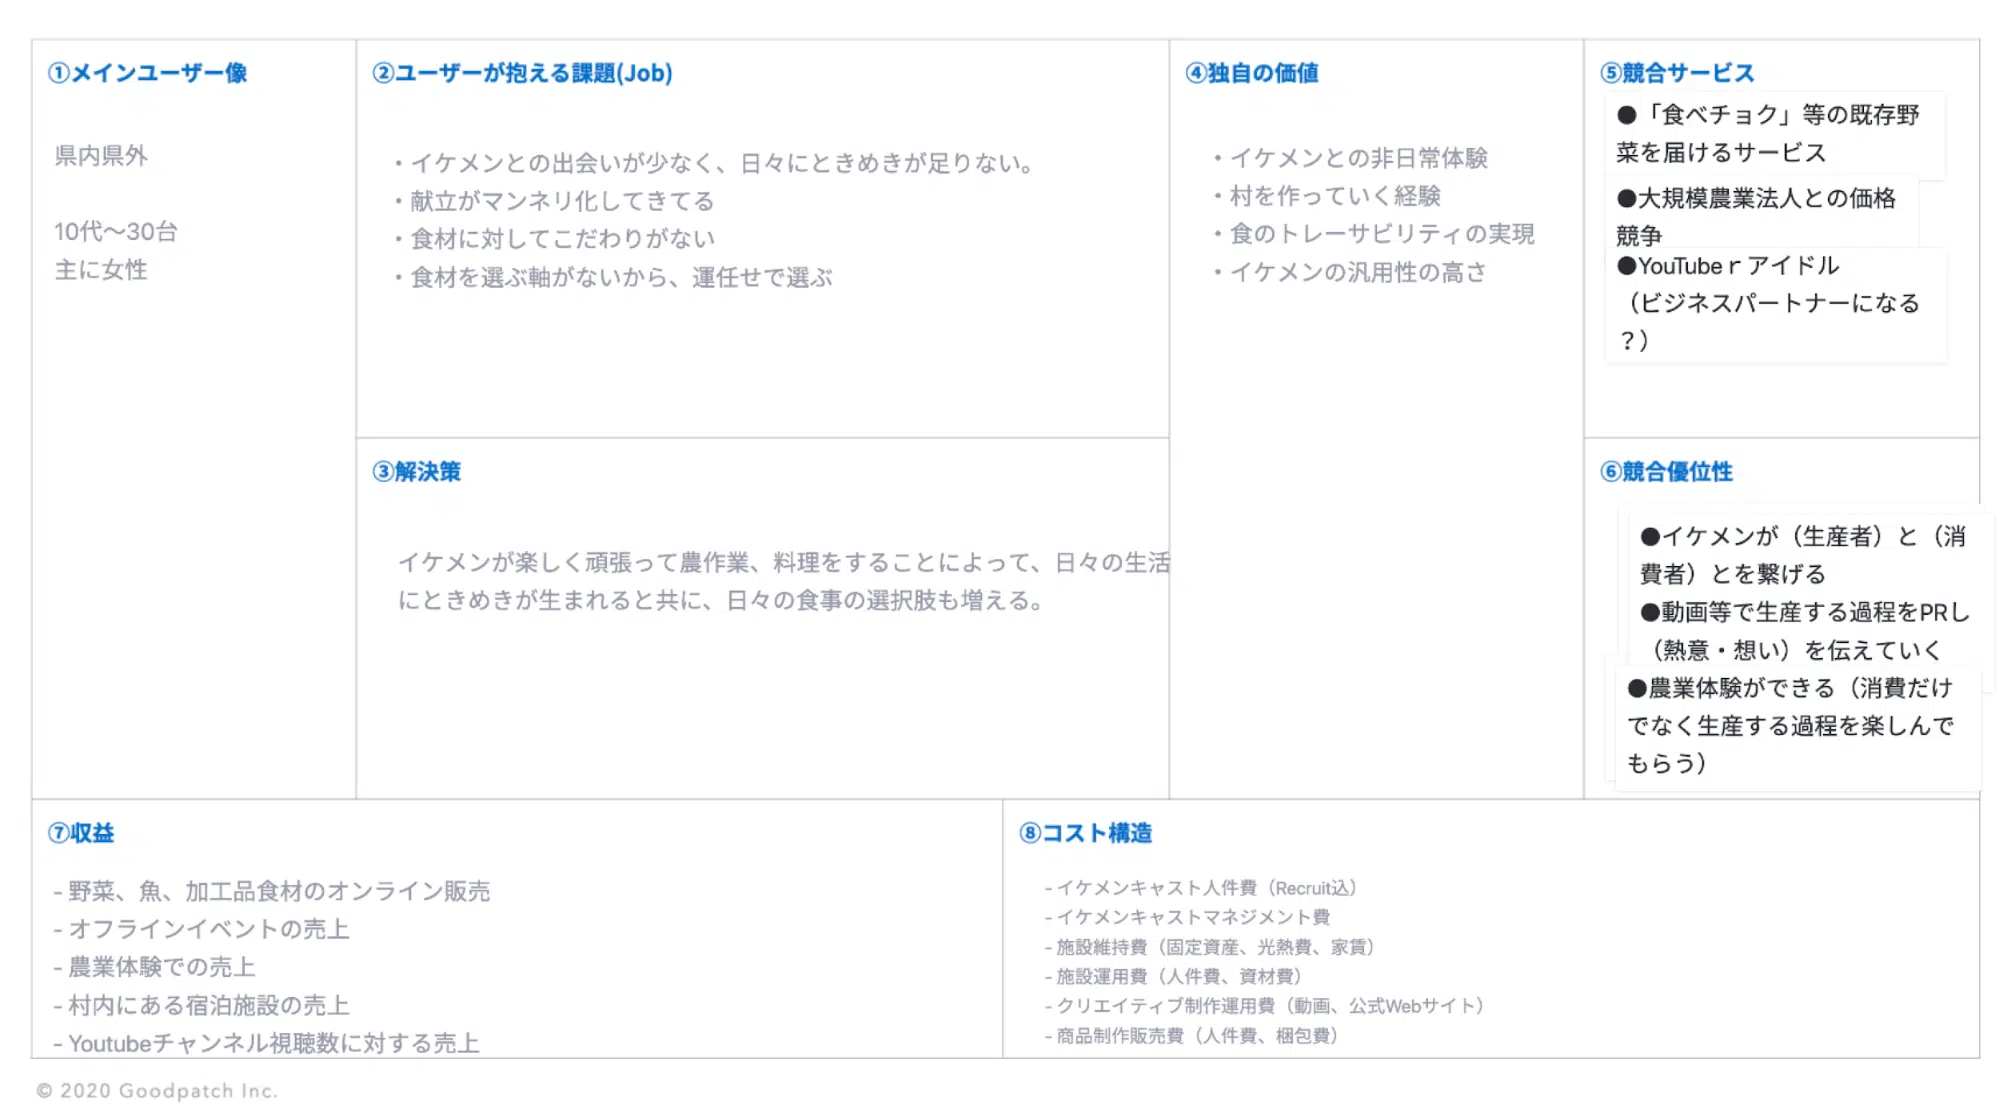 ①メインユーザー像
県内県外
10代〜30台
主に女性
②ユーザーが抱える課題(Job)
・イケメンとの出会いが少なく、日々にときめきが足りない。
・献立がマンネリ化してきてる
・食材に対してこだわりがない
・食材を選ぶ軸がないから、運任せで選ぶ
③解決策
イケメンが楽しく頑張って農作業、料理をすることによって、日々の生活
にときめきが生まれると共に、日々の食事の選択肢も増える。
④独自の価値
・イケメンとの非日常体験
・村を作っていく経験
・食のトレーサビリティの実現
・イケメンの汎用性の高さ
⑤競合サービス
●「食べチョク」等の既存野
菜を届けるサービス
●大規模農業法人との価格
競争
●YouTubeｒアイドル
（ビジネスパートナーになる
？）
⑥競合優位性
●イケメンが（生産者）と（消
費者）とを繋げる
●動画等で生産する過程をPRし
（熱意・想い）を伝えていく
●農業体験ができる（消費だけ
でなく生産する過程を楽しんで
もらう）
⑦収益
- 野菜、魚、加工品食材のオンライン販売
- オフラインイベントの売上
- 農業体験での売上
- 村内にある宿泊施設の売上
- Youtubeチャンネル視聴数に対する売上
⑧コスト構造
- イケメンキャスト人件費（Recruit込）
- イケメンキャストマネジメント費
- 施設維持費（固定資産、光熱費、家賃）
- 施設運用費（人件費、資材費）
- クリエイティブ制作運用費（動画、公式Webサイト）
- 商品制作販売費（人件費、梱包費）
© 2020 Goodpatch Inc.